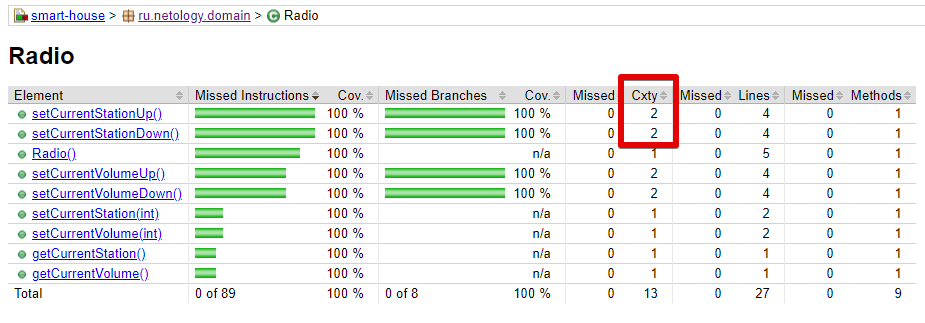 smart-house > ru.netology.domain > Radio
Radio
Element Missed Instructions Cov. Missed Branches Cov. Missed Cxty Missed Lines Missed Methods
setCurrentStationUp() 100 % 100 % 0 2 0 4 0 1
setCurrentStationDown() 100 % 100 % 0 2 0 4 0 1
Radio() 100 % n/a 0 1 0 5 0 1
setCurrentVolumeUp() 100 % 100 % 0 2 0 4 0 1
setCurrentVolumeDown() 100 % 100 % 0 2 0 4 0 1
setCurrentStation(int) 100 % n/a 0 1 0 2 0 1
setCurrentVolume(int) 100 % n/a 0 1 0 2 0 1
getCurrentStation() 100 % n/a 0 1 0 1 0 1
getCurrentVolume() 100 % n/a 0 1 0 1 0 1
Total 0 of 89 100 % 0 of 8 100 % 0 13 0 27 0 9